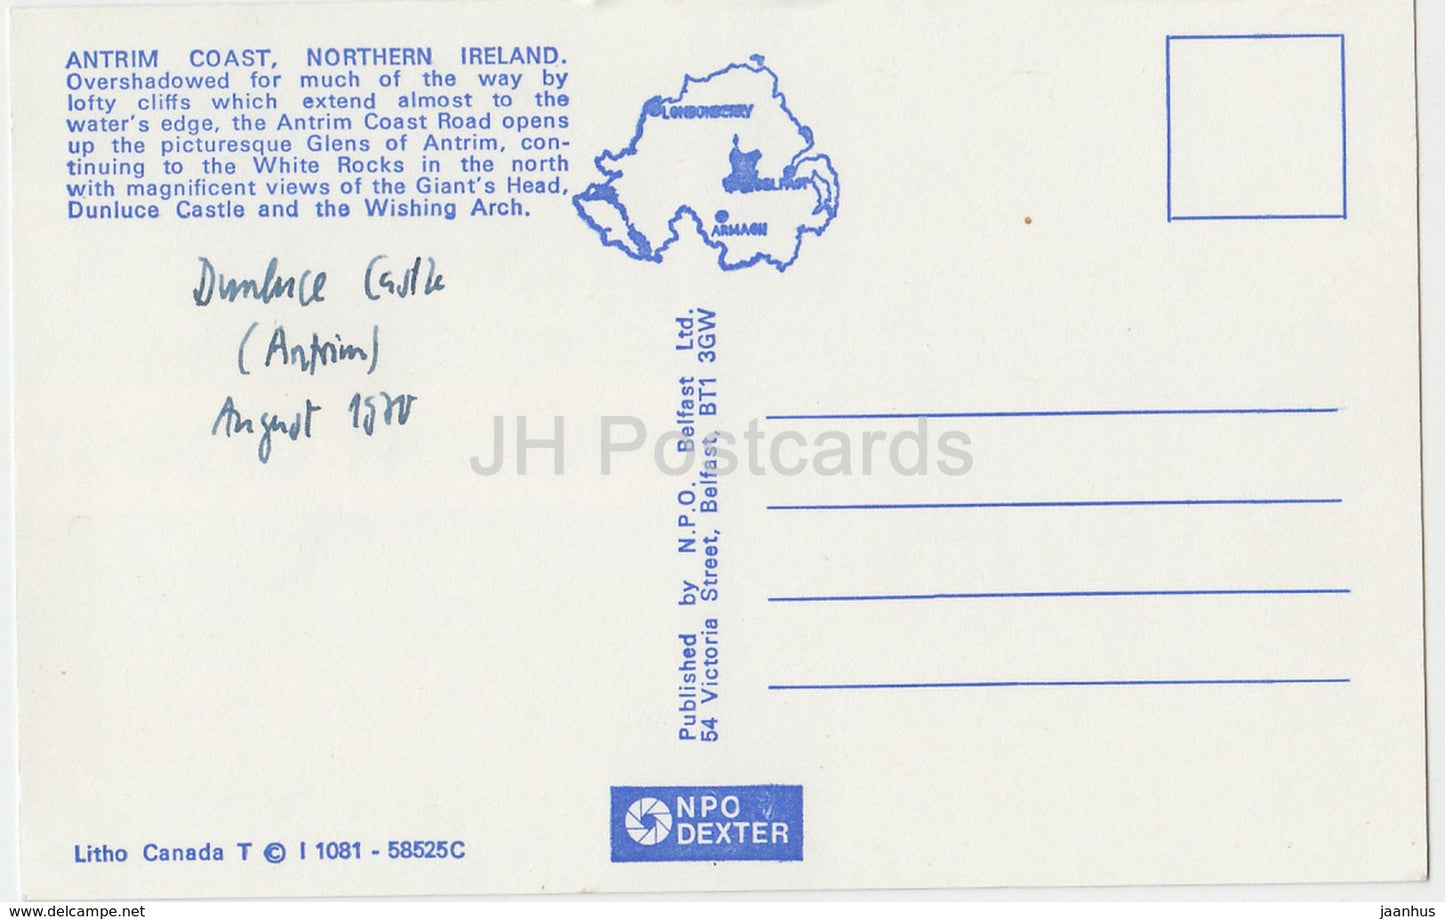 ANTRIM COAST, NORTHERN IRELAND.
Overshadowed for much of the way by
lofty cliffs which extend almost to the
water's edge, the Antrim Coast Road opens
up the picturesque Glens of Antrim, con-
tinuing to the White Rocks in the north
with magnificent views of the Giant's Head,
Dunluce Castle and the Wishing Arch.
LONDONDERRY
BELFAST
ARMAGH
Dunluce Castle
(Antrim)
August 1970
Published by N.P.O. Belfast Ltd.
54 Victoria Street, Belfast, BT1 3GW
JH Postcards
NPO
DEXTER
Litho Canada T © I 1081 - 58525C
www.delcampe.net
jaanhus